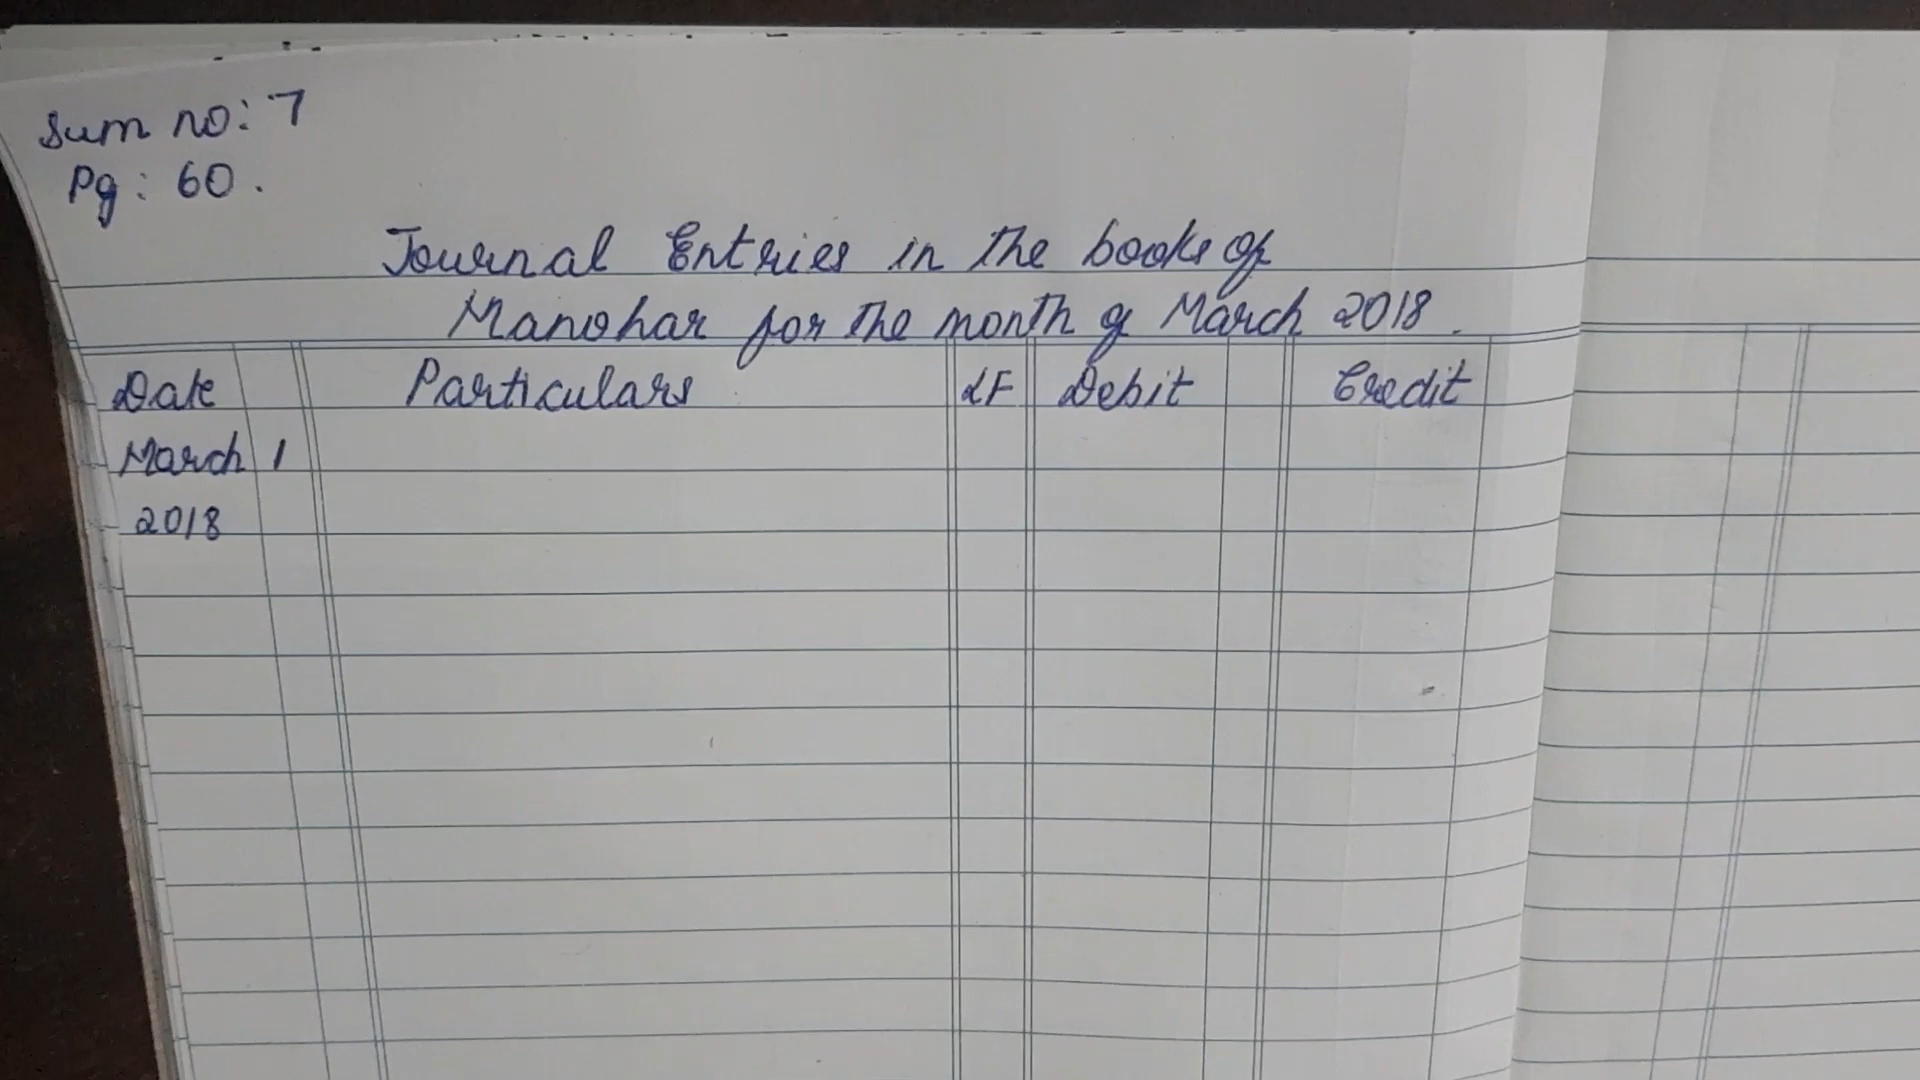 Sum no: 7
Pg: 60.
Journal Entries in the books of
Manohar for the month of March 2018.
Date Particulars LF Debit Credit
March 1
2018